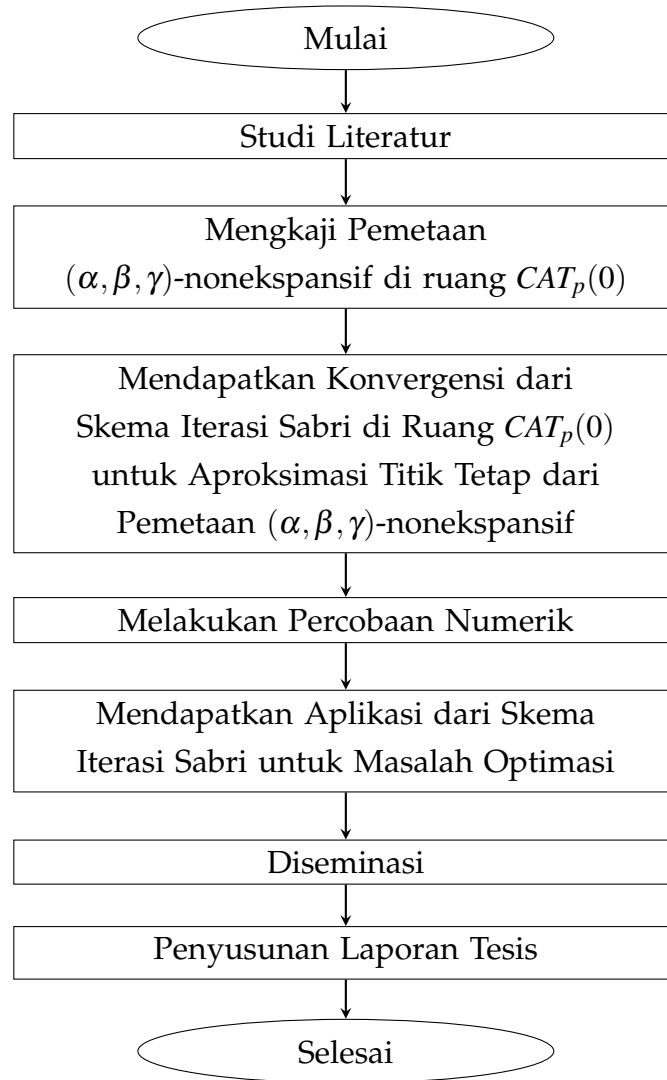 Mulai
Studi Literatur
Mengkaji Pemetaan
(α, β, γ)-nonekspansif di ruang CATₚ(0)
Mendapatkan Konvergensi dari
Skema Iterasi Sabri di Ruang CATₚ(0)
untuk Aproksimasi Titik Tetap dari
Pemetaan (α, β, γ)-nonekspansif
Melakukan Percobaan Numerik
Mendapatkan Aplikasi dari Skema
Iterasi Sabri untuk Masalah Optimasi
Diseminasi
Penyusunan Laporan Tesis
Selesai